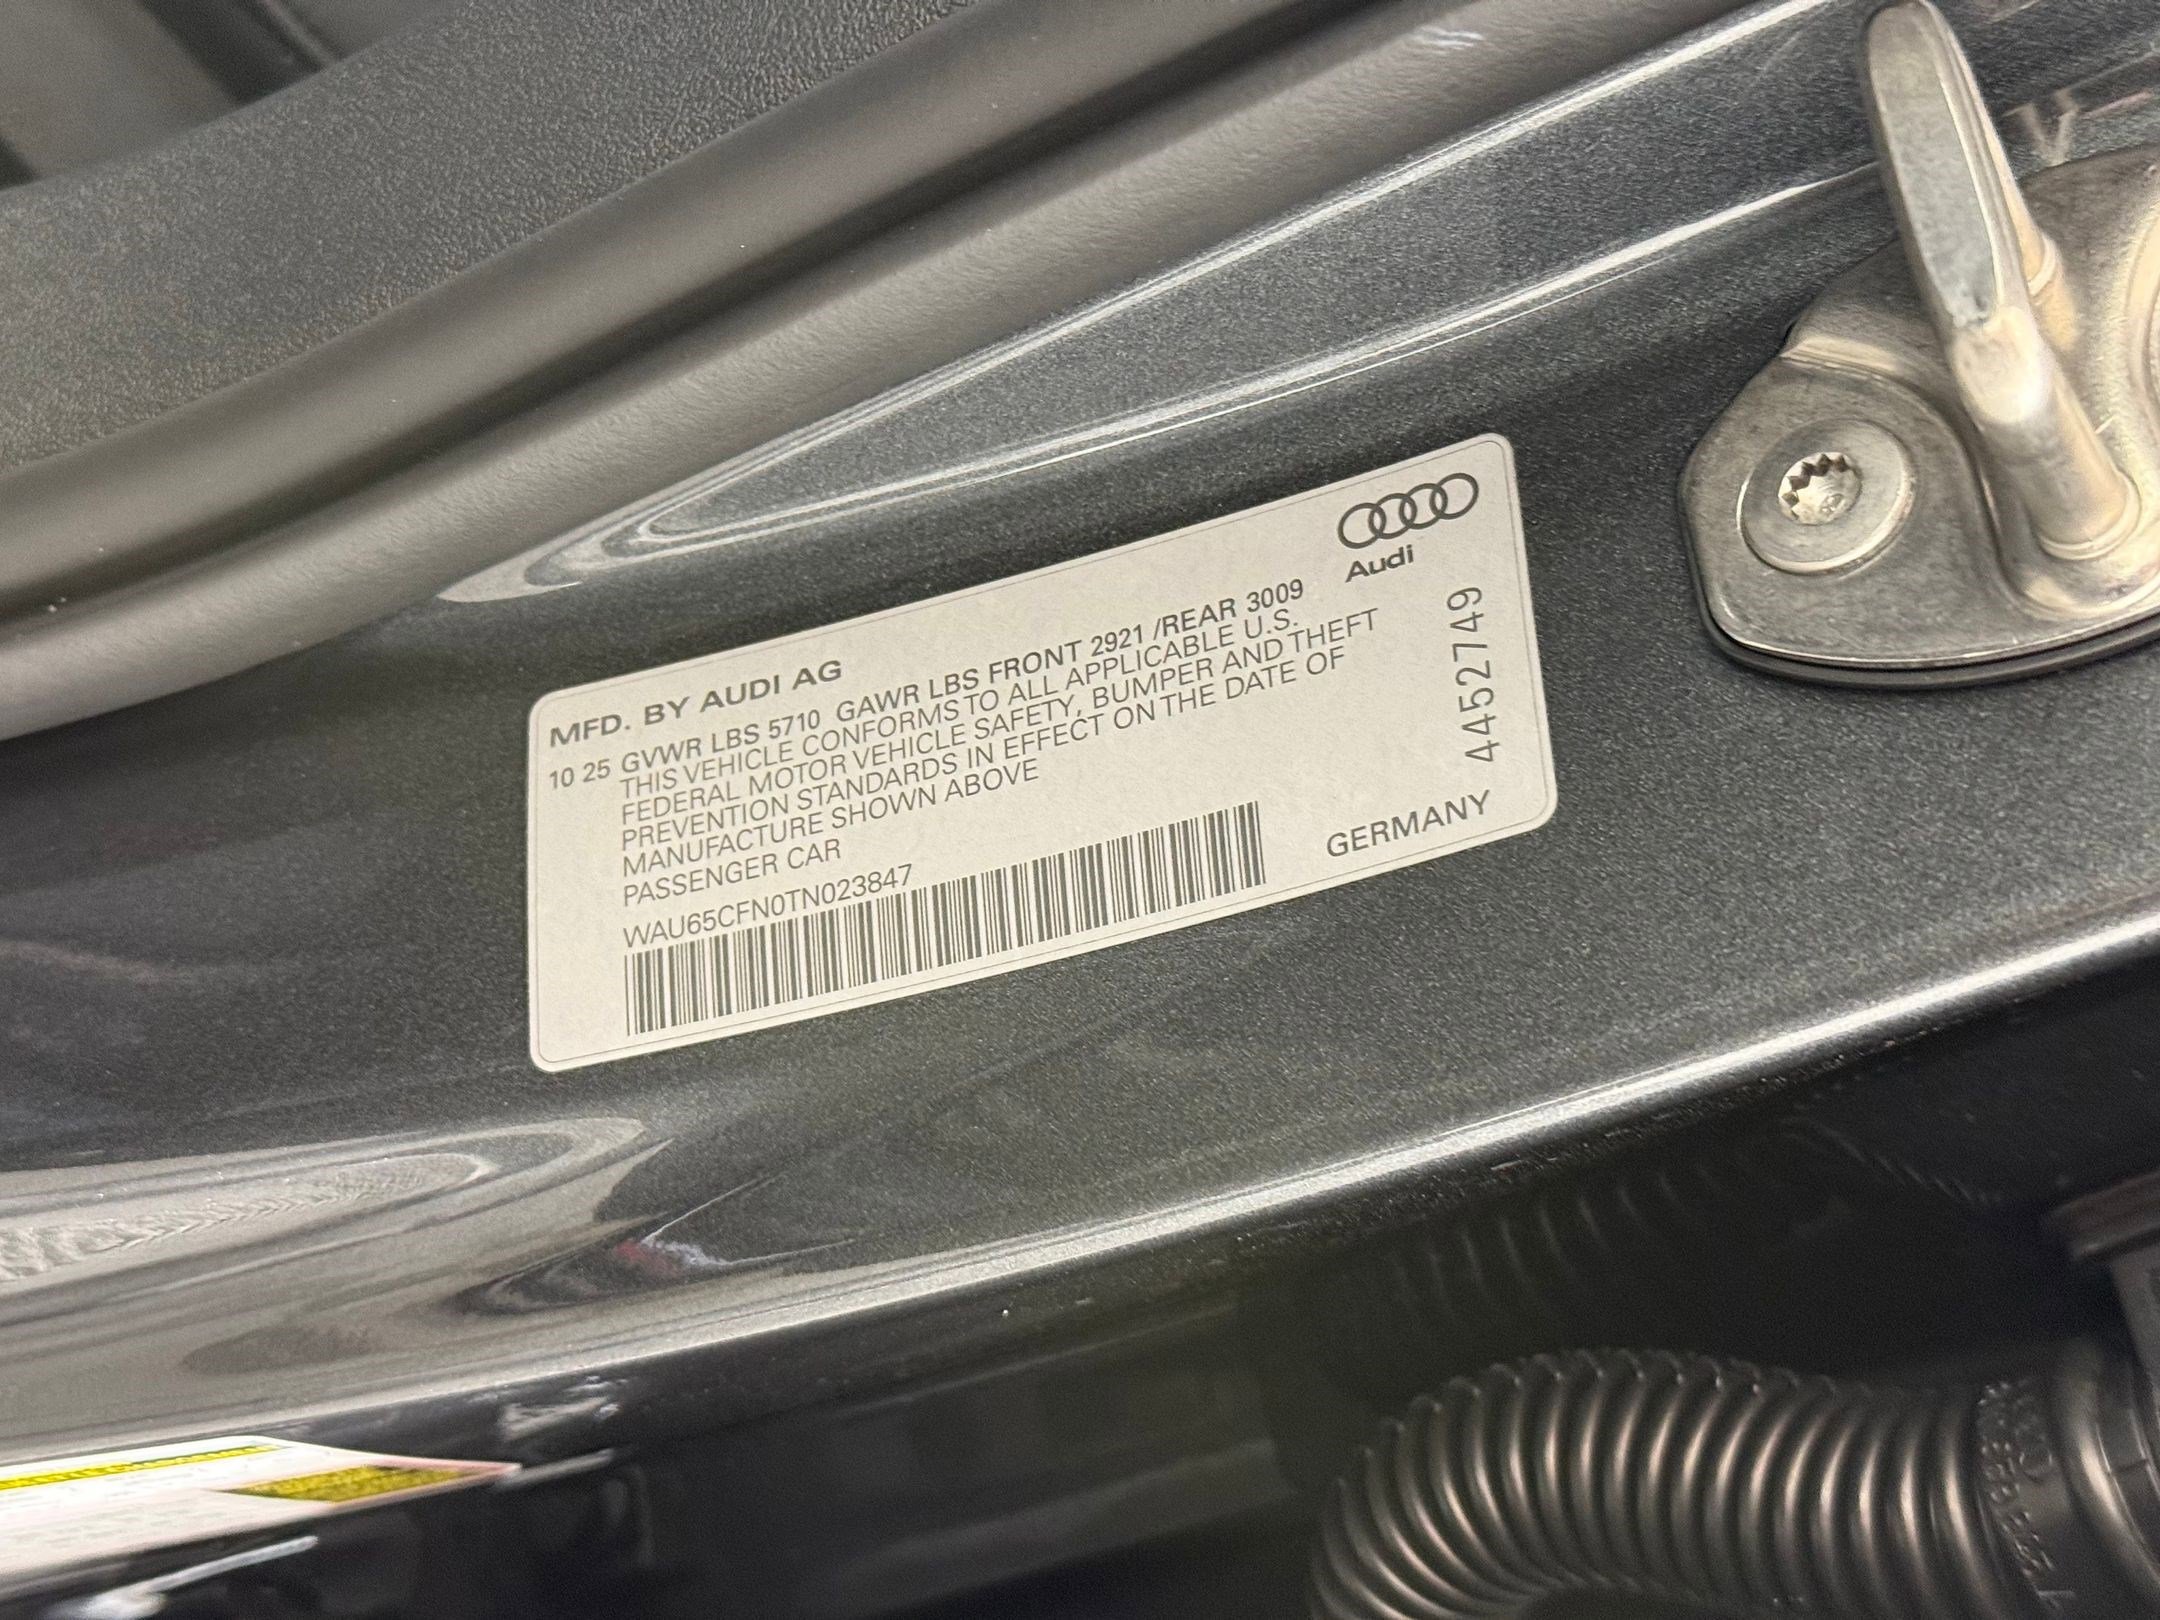 Audi
MFD. BY AUDI AG
10 25 GVWR LBS 5710 GAWR LBS FRONT 2921 /REAR 3009
THIS VEHICLE CONFORMS TO ALL APPLICABLE U.S.
FEDERAL MOTOR VEHICLE SAFETY, BUMPER AND THEFT
PREVENTION STANDARDS IN EFFECT ON THE DATE OF
MANUFACTURE SHOWN ABOVE
PASSENGER CAR
WAU65CFN0TN023847
GERMANY
4452749